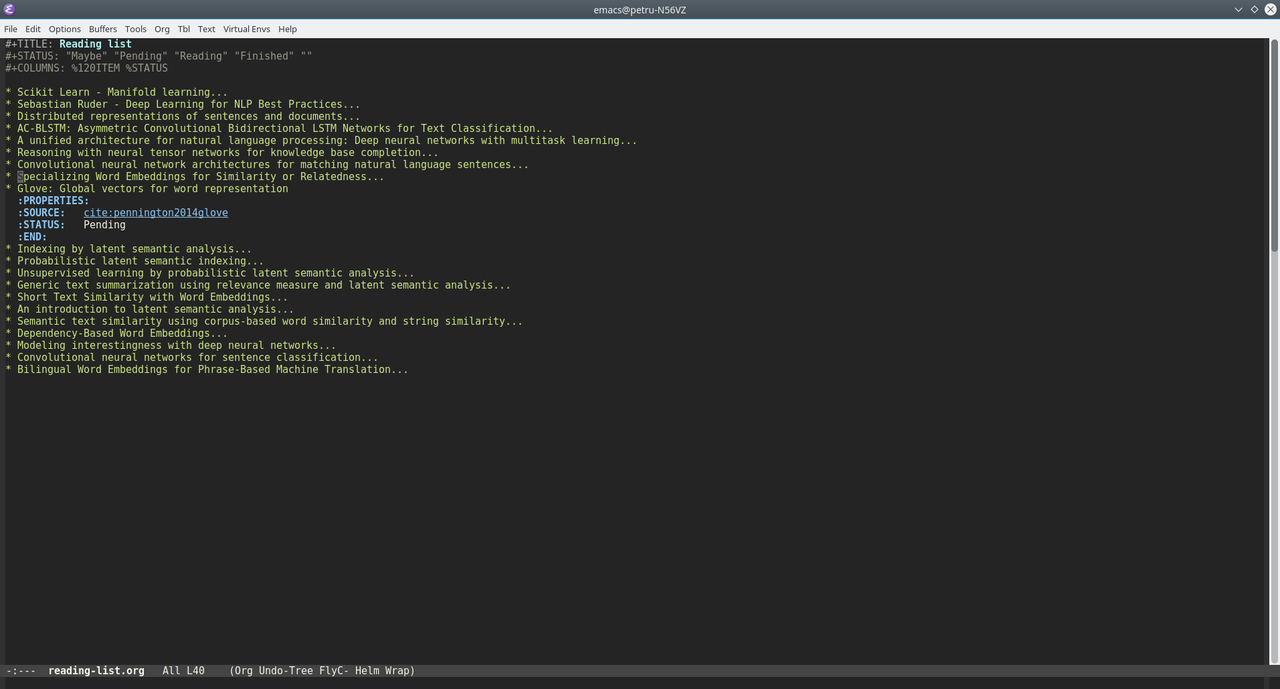 emacs@petru-N56VZ
File Edit Options Buffers Tools Org Tbl Text Virtual Envs Help
#+TITLE: Reading list
#+STATUS: "Maybe" "Pending" "Reading" "Finished" ""
#+COLUMNS: %120ITEM %STATUS
* Scikit Learn - Manifold learning...
* Sebastian Ruder - Deep Learning for NLP Best Practices...
* Distributed representations of sentences and documents...
* AC-BLSTM: Asymmetric Convolutional Bidirectional LSTM Networks for Text Classification...
* A unified architecture for natural language processing: Deep neural networks with multitask learning...
* Reasoning with neural tensor networks for knowledge base completion...
* Convolutional neural network architectures for matching natural language sentences...
* Specializing Word Embeddings for Similarity or Relatedness...
* Glove: Global vectors for word representation
:PROPERTIES:
:SOURCE: cite:pennington2014glove
:STATUS: Pending
:END:
* Indexing by latent semantic analysis...
* Probabilistic latent semantic indexing...
* Unsupervised learning by probabilistic latent semantic analysis...
* Generic text summarization using relevance measure and latent semantic analysis...
* Short Text Similarity with Word Embeddings...
* An introduction to latent semantic analysis...
* Semantic text similarity using corpus-based word similarity and string similarity...
* Dependency-Based Word Embeddings...
* Modeling interestingness with deep neural networks...
* Convolutional neural networks for sentence classification...
* Bilingual Word Embeddings for Phrase-Based Machine Translation...
-:--- reading-list.org All L40 (Org Undo-Tree FlyC- Helm Wrap)